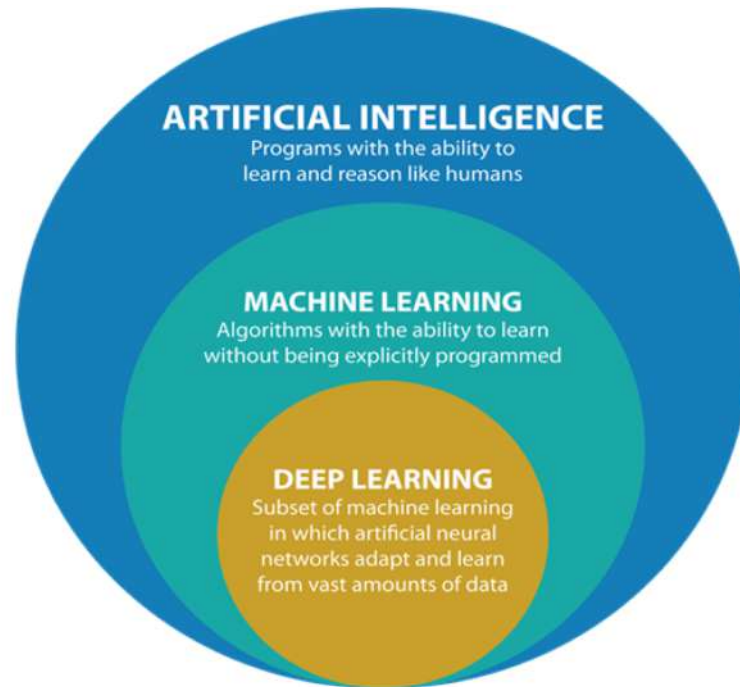 ARTIFICIAL INTELLIGENCE
Programs with the ability to
learn and reason like humans
MACHINE LEARNING
Algorithms with the ability to learn
without being explicitly programmed
DEEP LEARNING
Subset of machine learning
in which artificial neural
networks adapt and learn
from vast amounts of data